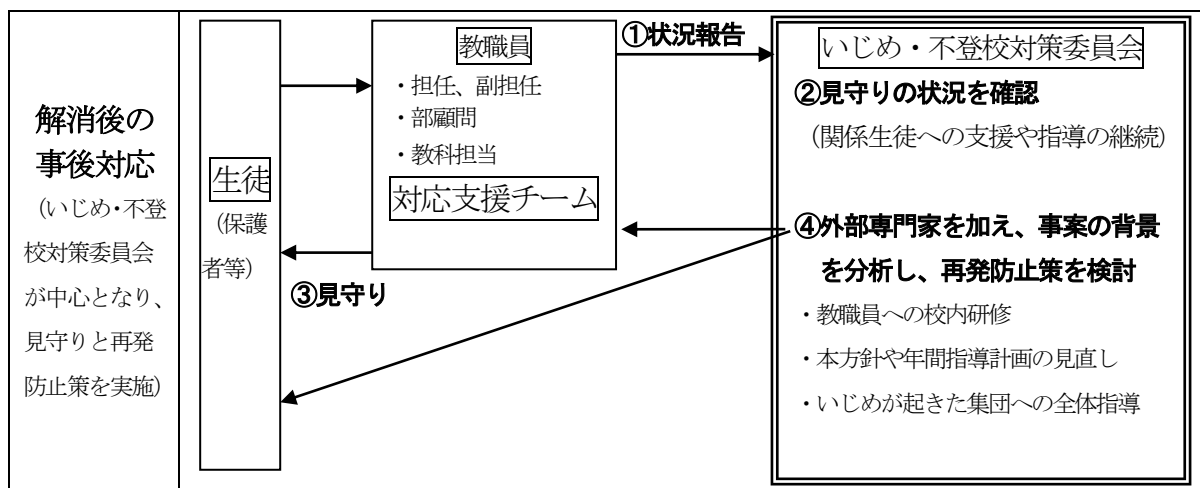 解消後の
事後対応
(いじめ・不登
校対策委員会
が中心となり、
見守りと再発
防止策を実施)
生徒
(保護
者等)
教職員
・担任、副担任
・部顧問
・教科担当
対応支援チーム
①状況報告
③見守り
いじめ・不登校対策委員会
②見守りの状況を確認
(関係生徒への支援や指導の継続)
④外部専門家を加え、事案の背景
を分析し、再発防止策を検討
・教職員への校内研修
・本方針や年間指導計画の見直し
・いじめが起きた集団への全体指導